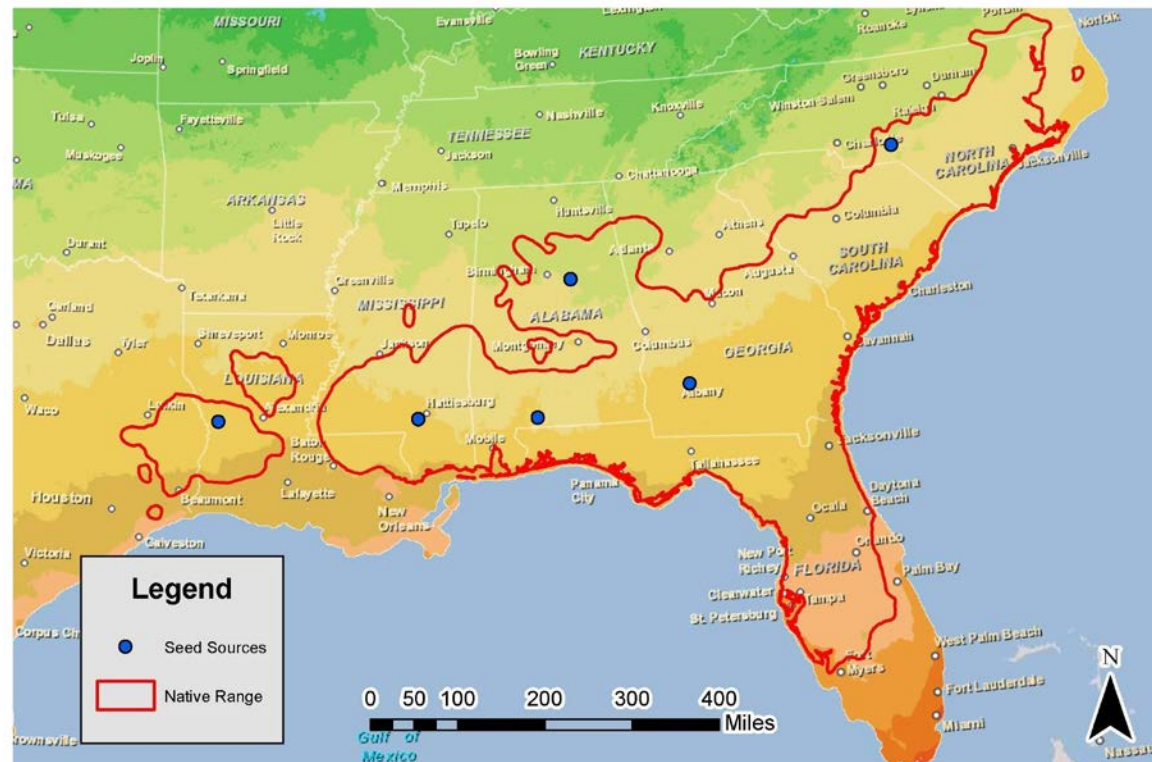 MISSOURI
Evansville
Lexington
Roanoke
Norfolk
Joplin
Springfield
Bowling
Green
KENTUCKY
Greensboro
Durham
Winston-Salem
Raleigh
Tulsa
Fayetteville
Nashville
Knoxville
TENNESSEE
Muskogee
Jackson
Charlotte
NORTH
CAROLINA
Jacksonville
Memphis
Chattanooga
ARKANSAS
Little
Rock
Huntsville
Tupelo
Athens
Columbia
Durant
Atlanta
SOUTH
CAROLINA
Birmingham
Augusta
Greenville
Texarkana
MISSISSIPPI
Macon
Charleston
Garland
Dallas
ALABAMA
Shreveport
Monroe
Tyler
Jackson
Montgomery
Columbus
GEORGIA
Savannah
LOUISIANA
Waco
Lufkin
Alexandria
Hattiesburg
Albany
Baton
Rouge
Mobile
Jacksonville
Tallahassee
Houston
Beaumont
Lafayette
Panama
City
Daytona
Beach
New
Orleans
Ocala
Victoria
Galveston
Orlando
New Port
Richey
FLORIDA
Palm Bay
Clearwater
Tampa
St. Petersburg
Legend
Seed Sources
Native Range
Corpus Ch
West Palm Beach
Fort
Myers
N
Fort Lauderdale
0 50 100 200 300 400
Miles
Miami
Gulf of
Mexico
rownsville
Nassau